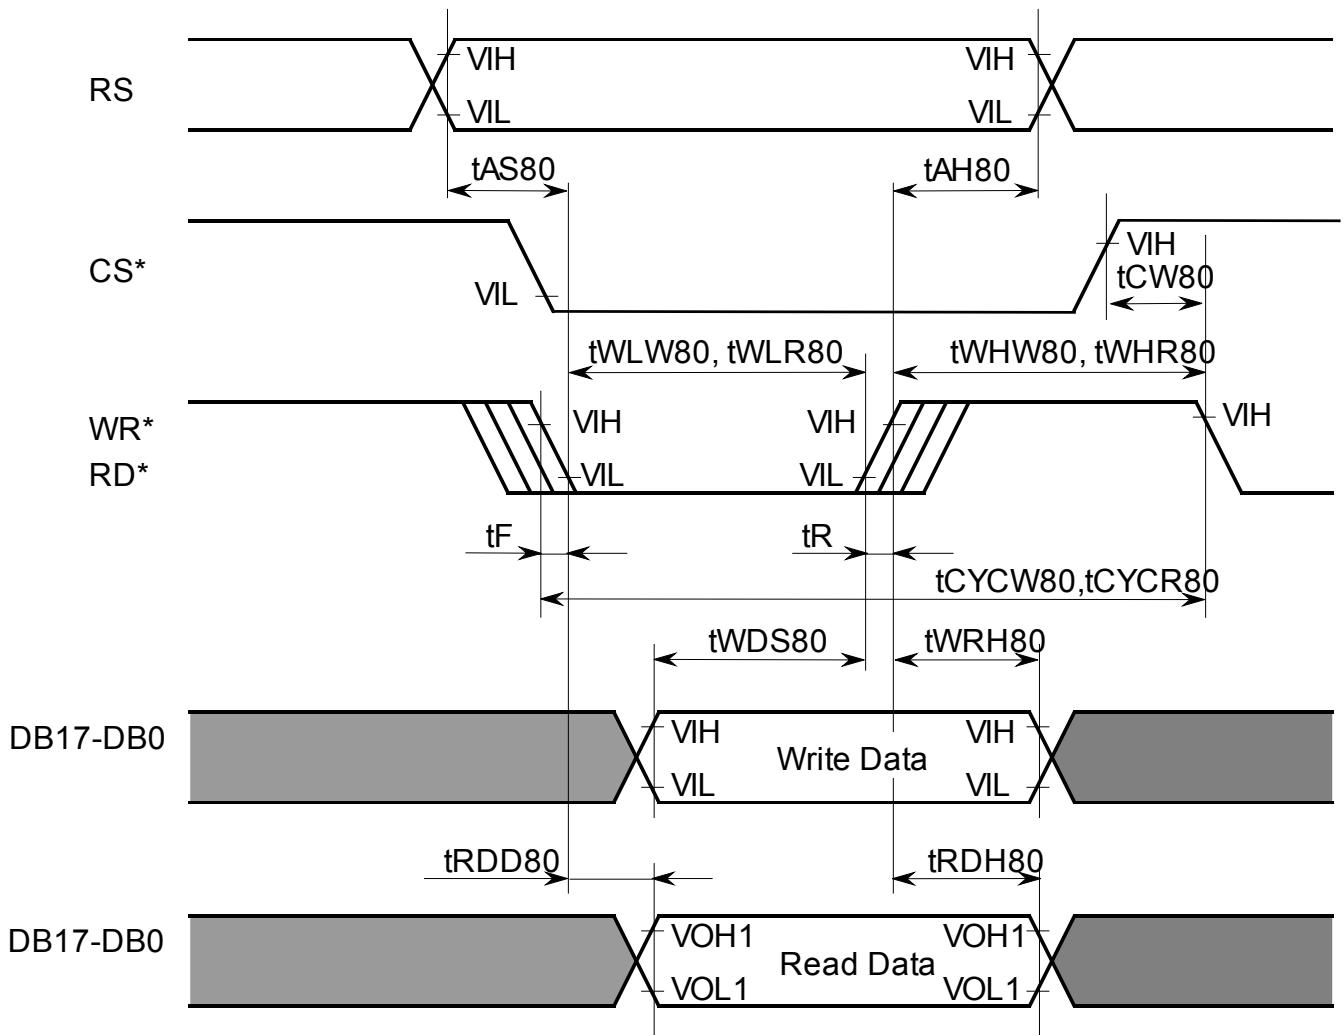 VIH VIH
RS
VIL VIL
tAS80 tAH80
VIH
CS*
tCW80
VIL
tWLW80, tWLR80 tWHW80, tWHR80
VIH VIH VIH
WR*
RD* VIL VIL
tF tR
tCYCW80,tCYCR80
tWDS80 tWRH80
DB17-DB0 VIH VIH
Write Data
VIL VIL
tRDD80 tRDH80
DB17-DB0 VOH1 VOH1
Read Data
VOL1 VOL1